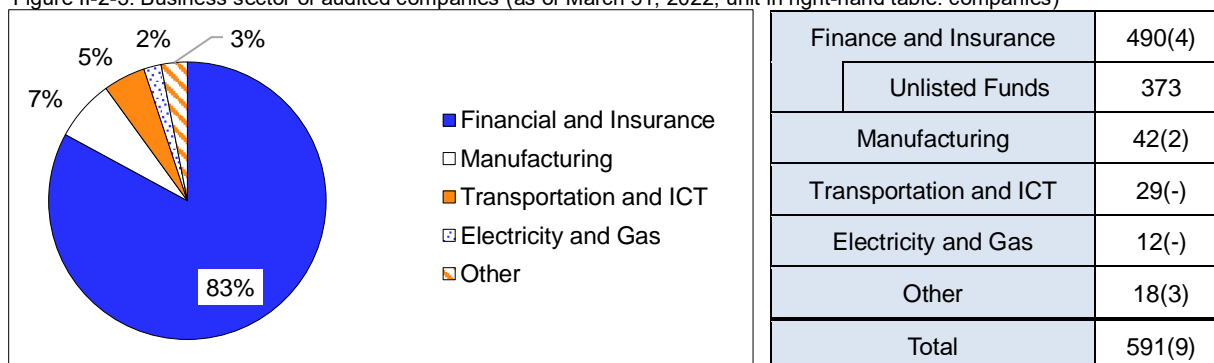 Figure II-2-3: Business sector of audited companies (as of March 31, 2022; unit in right-hand table: companies)
2%
3%
5%
7%
83%
Financial and Insurance
Manufacturing
Transportation and ICT
Electricity and Gas
Other
Finance and Insurance 490(4)
Unlisted Funds 373
Manufacturing 42(2)
Transportation and ICT 29(-)
Electricity and Gas 12(-)
Other 18(3)
Total 591(9)